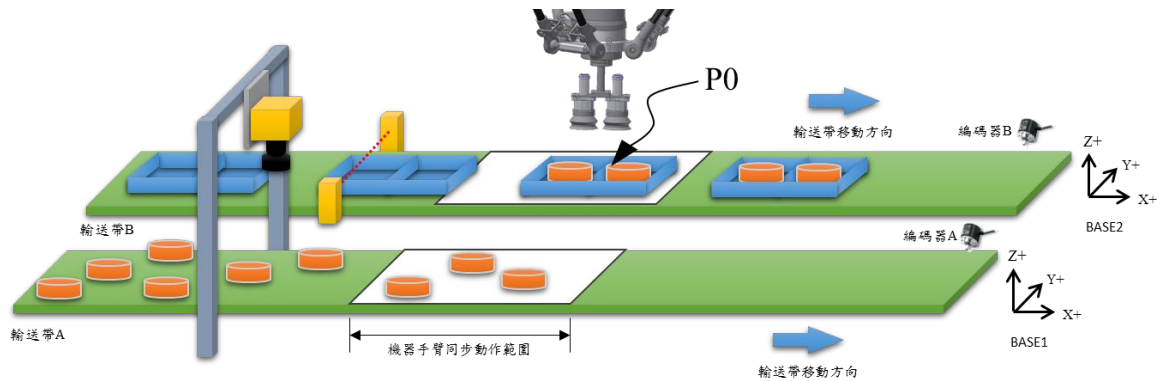 P0
輸送帶移動方向
編码器B
Z+
Y+
X+
BASE2
輸送帶B
編码器A
Z+
Y+
X+
BASE1
輸送帶A
機器手臂同步動作範圍
輸送帶移動方向